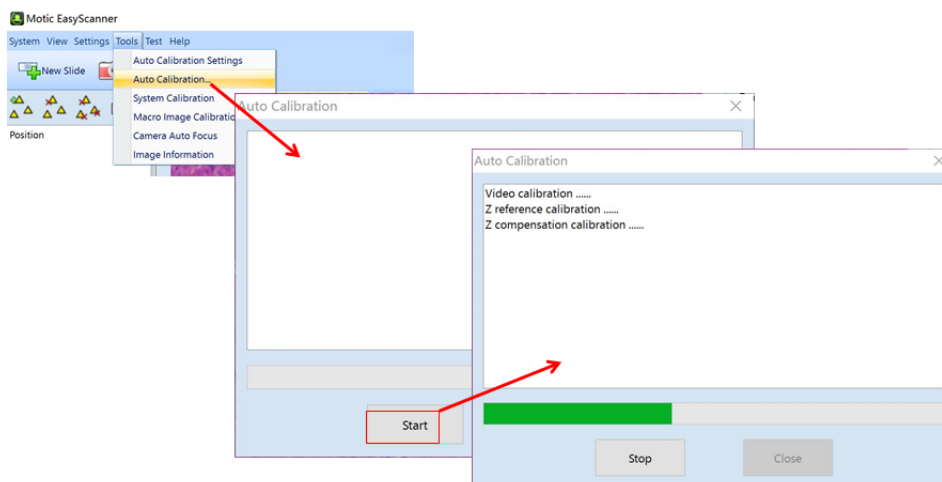 Motic EasyScanner
System View Settings Tools Test Help
New Slide
Auto Calibration Settings
Auto Calibration...
System Calibration
Macro Image Calibratio
Camera Auto Focus
Image Information
Position
Auto Calibration
Start
Auto Calibration
Video calibration ......
Z reference calibration ......
Z compensation calibration ......
Stop
Close